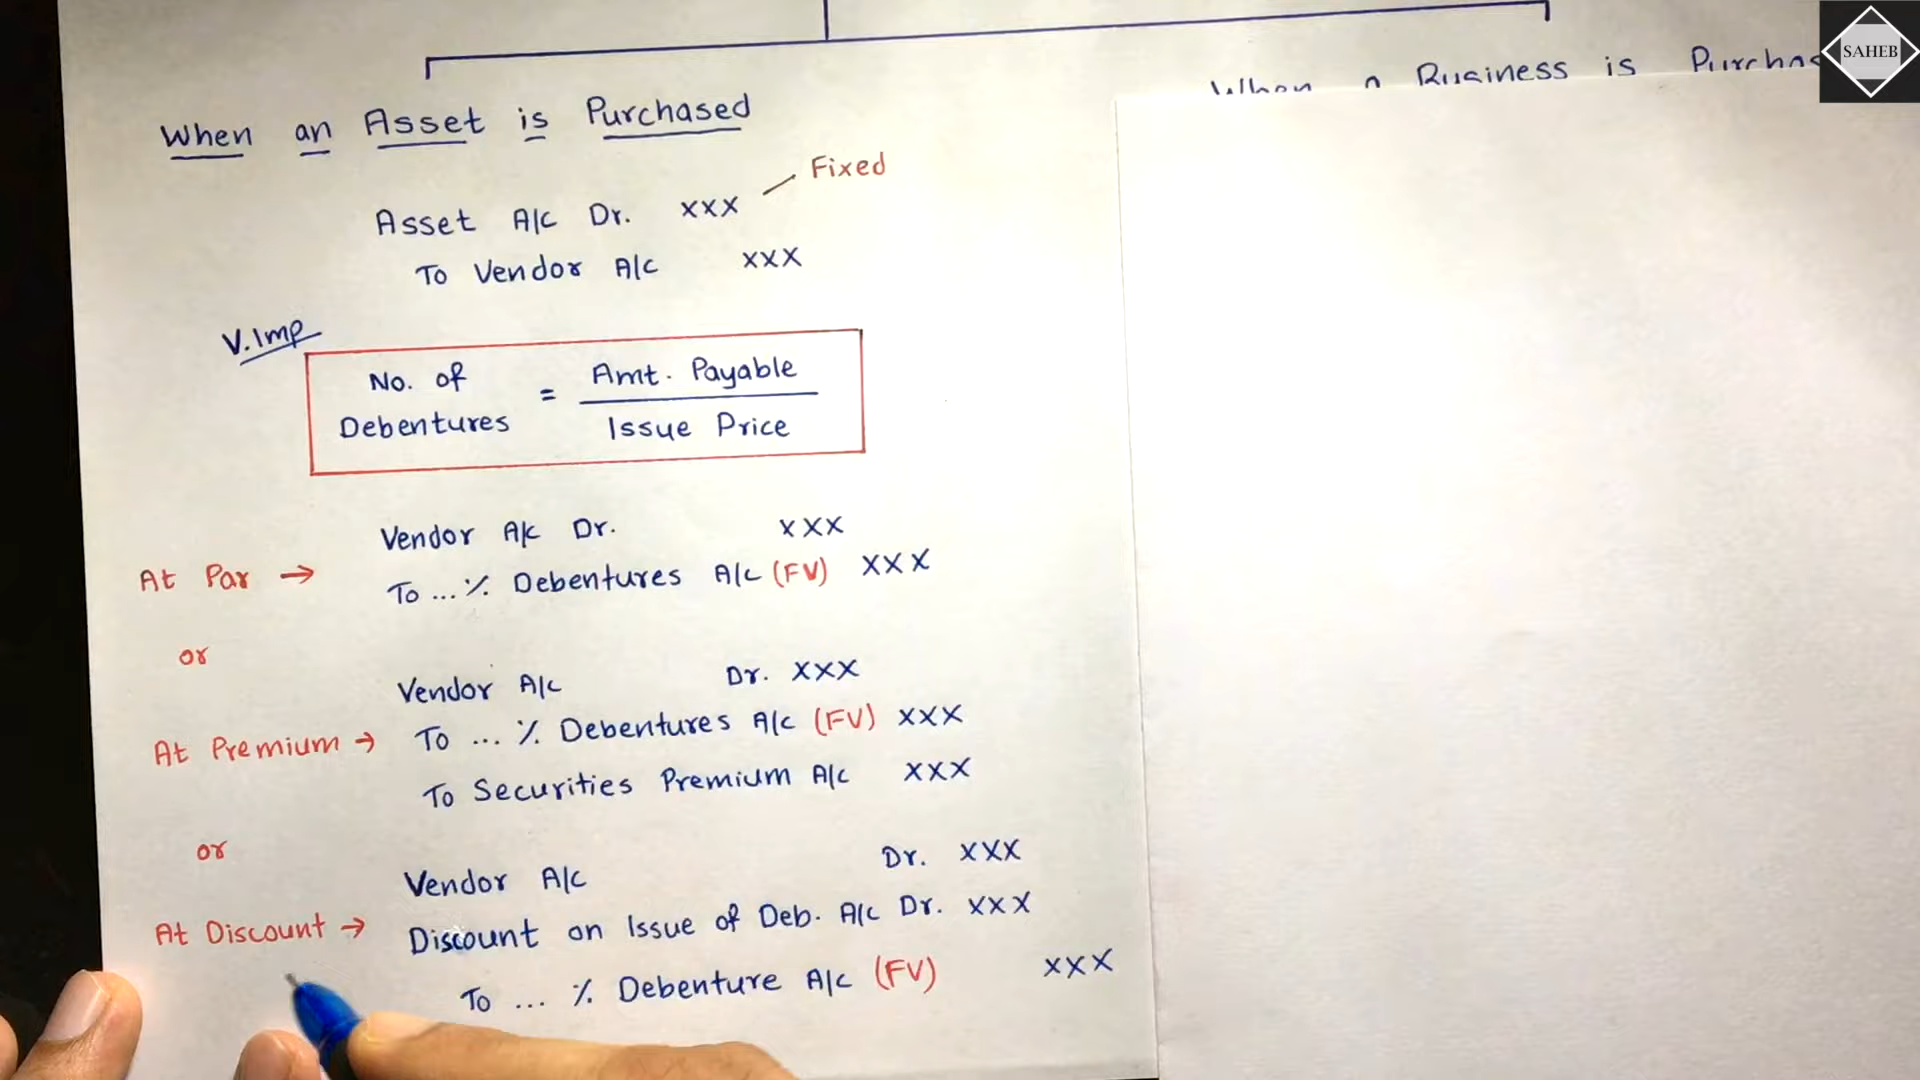 SAHEB
When an Asset is Purchased
When a Business is
Fixed
Asset A/c Dr. xxx
To Vendor A/c xxx
V.Imp
No. of Debentures = Amt. Payable
Issue Price
Vendor A/c Dr. xxx
At Par →
To ... % Debentures A/c (FV) xxx
or
Vendor A/c Dr. xxx
At Premium → To ... % Debentures A/c (FV) xxx
To Securities Premium A/c xxx
or
Vendor A/c Dr. xxx
At Discount → Discount on Issue of Deb. A/c Dr. xxx
To ... % Debenture A/c (FV) xxx